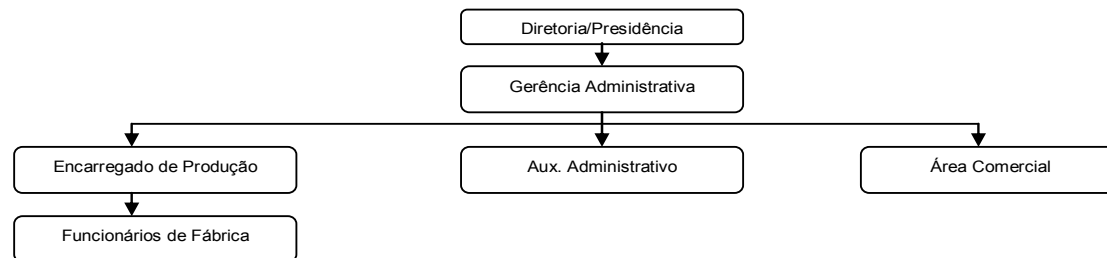 Diretoria/Presidência
Gerência Administrativa
Encarregado de Produção
Aux. Administrativo
Área Comercial
Funcionários de Fábrica